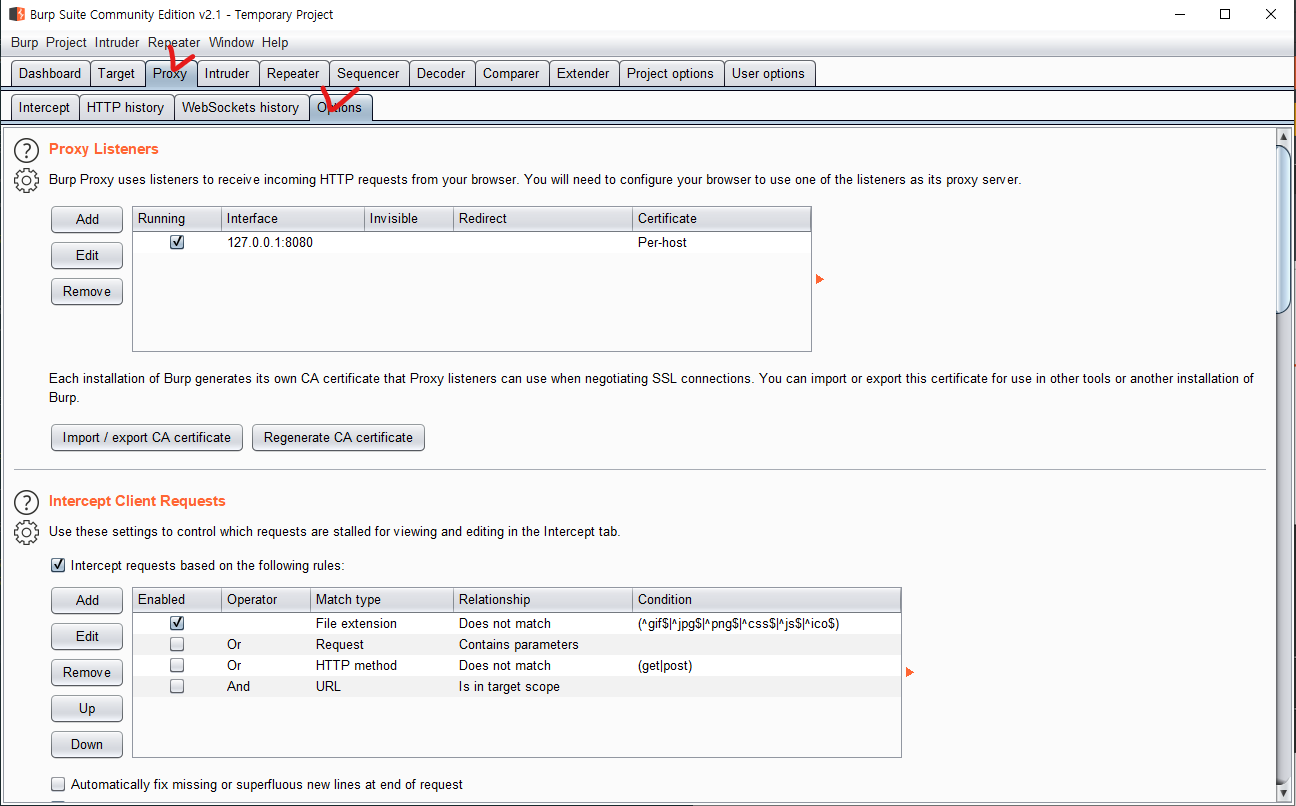 Burp Suite Community Edition v2.1 - Temporary Project
Burp Project Intruder Repeater Window Help
Dashboard Target Proxy Intruder Repeater Sequencer Decoder Comparer Extender Project options User options
Intercept HTTP history WebSockets history Options
? Proxy Listeners
Burp Proxy uses listeners to receive incoming HTTP requests from your browser. You will need to configure your browser to use one of the listeners as its proxy server.
Add
Edit
Remove
Running Interface Invisible Redirect Certificate
127.0.0.1:8080 Per-host
Each installation of Burp generates its own CA certificate that Proxy listeners can use when negotiating SSL connections. You can import or export this certificate for use in other tools or another installation of
Burp.
Import / export CA certificate Regenerate CA certificate
? Intercept Client Requests
Use these settings to control which requests are stalled for viewing and editing in the Intercept tab.
Intercept requests based on the following rules:
Add
Edit
Remove
Up
Down
Enabled Operator Match type Relationship Condition
File extension Does not match (^gif$|^jpg$|^png$|^css$|^js$|^ico$)
Or Request Contains parameters
Or HTTP method Does not match (get|post)
And URL Is in target scope
Automatically fix missing or superfluous new lines at end of request